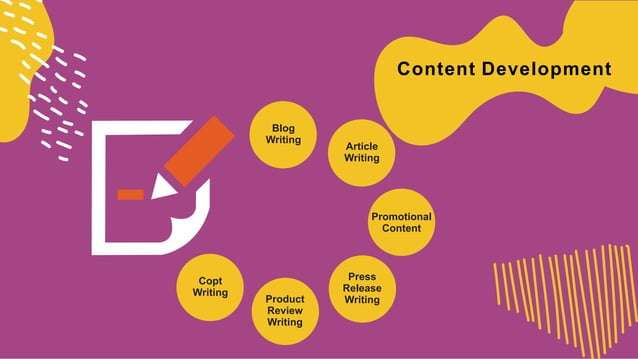 Content Development
Blog
Writing
Article
Writing
Promotional
Content
Press
Release
Writing
Product
Review
Writing
Copt
Writing